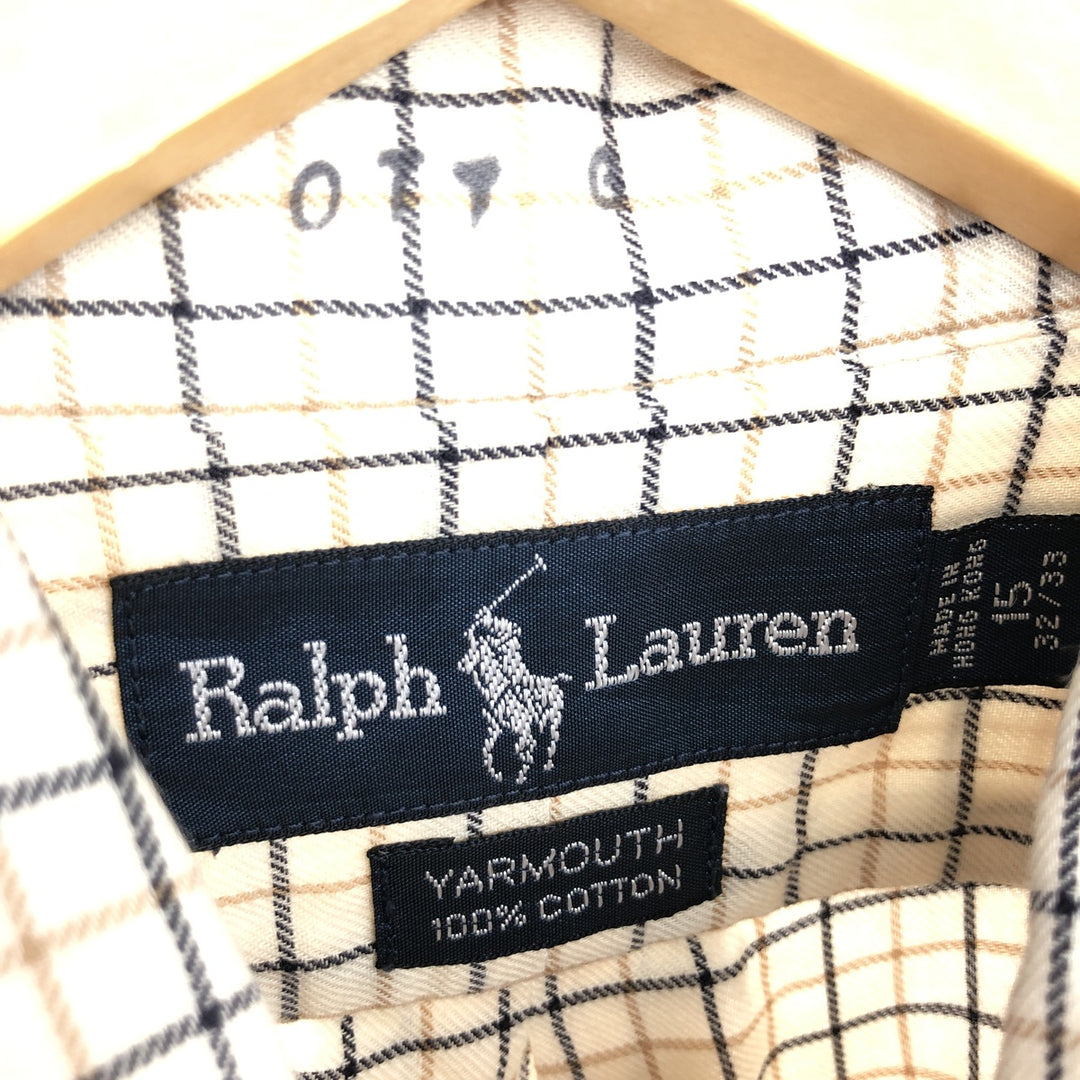 Ralph Lauren
MADE IN
HONG KONG
15
32/33
YARMOUTH
100% COTTON